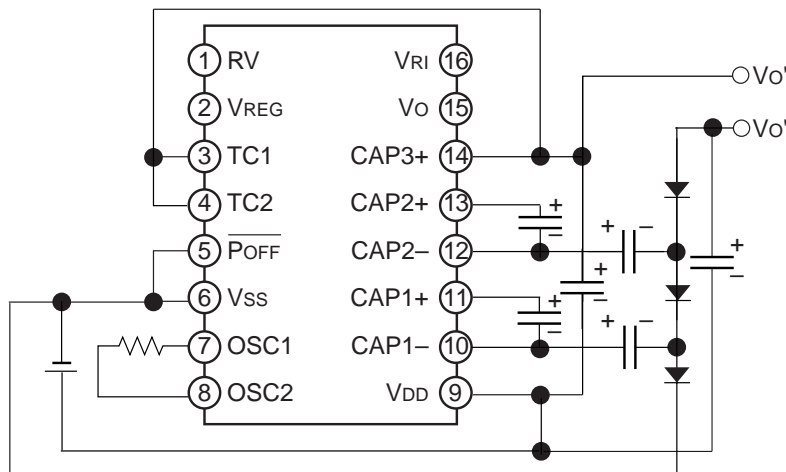 1 RV
2 VREG
3 TC1
4 TC2
5 POFF
6 VSS
7 OSC1
8 OSC2
VRI 16
VO 15
CAP3+ 14
CAP2+ 13
CAP2– 12
CAP1+ 11
CAP1– 10
VDD 9
VO'
VO'
+
–
+
–
+
–
+
–
+
–
+
–